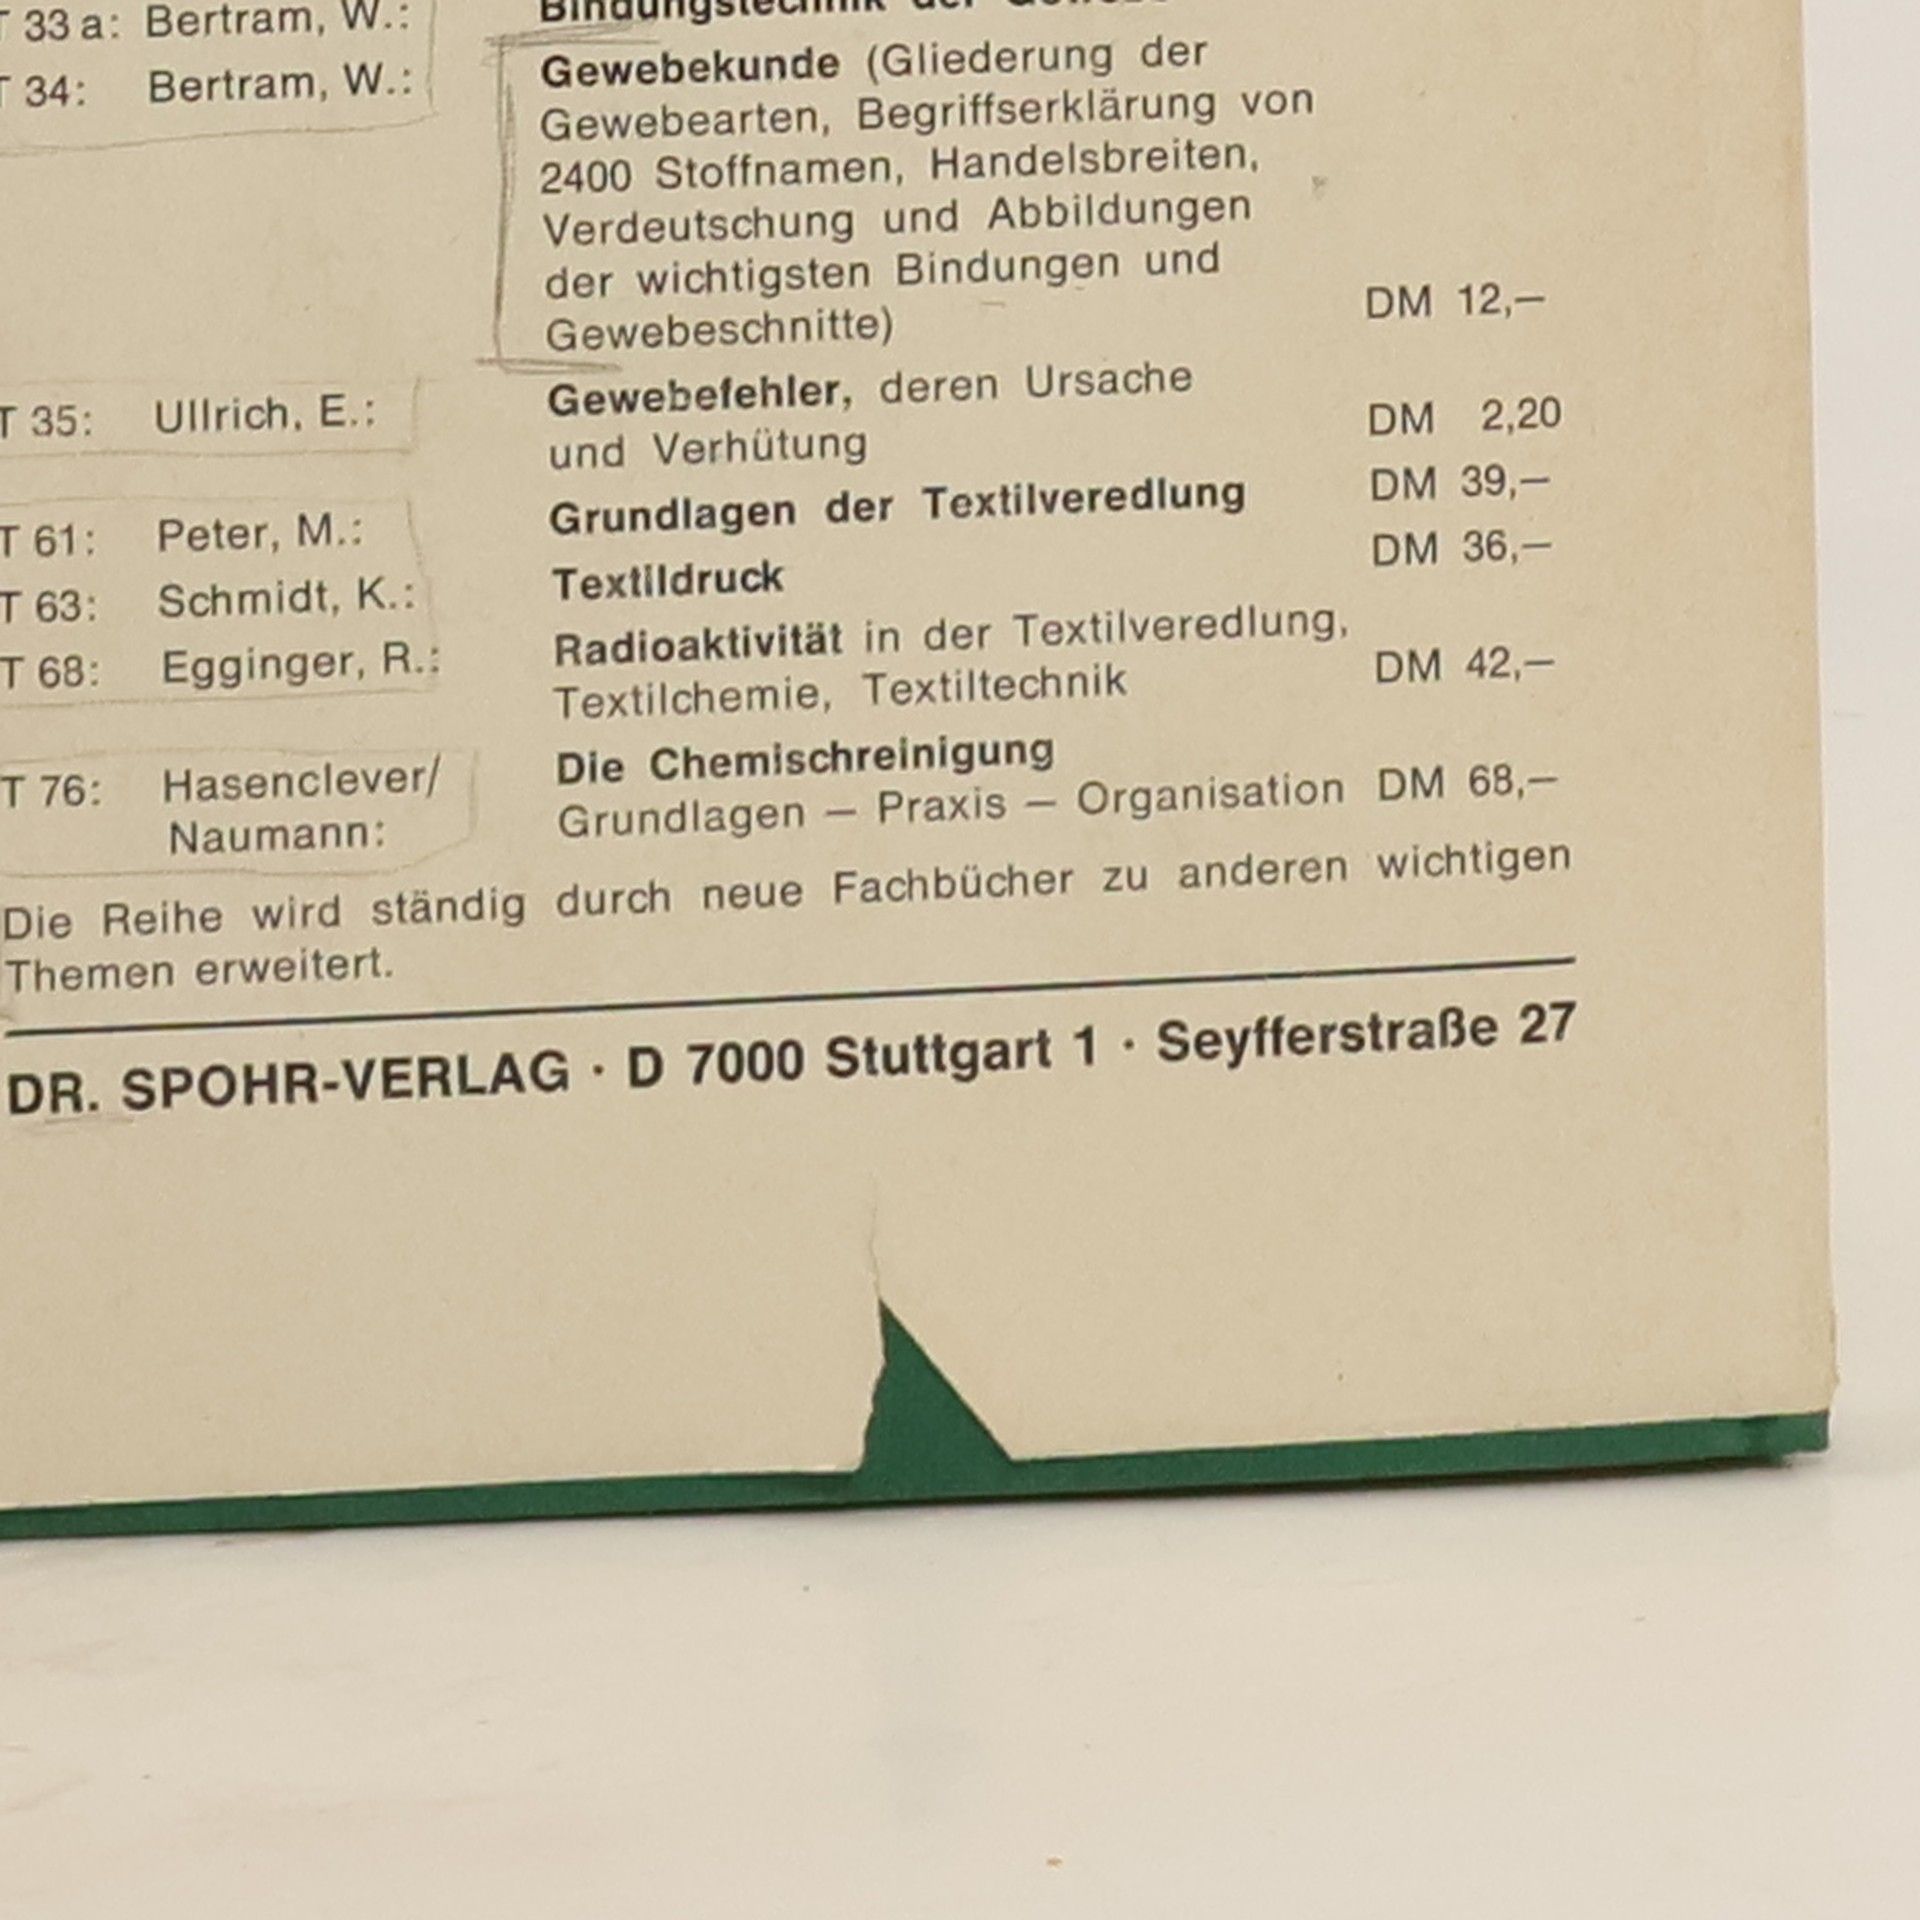 T 33a: Bertram, W.: Bindungstechnik der
T 34: Bertram, W.: Gewebekunde (Gliederung der
Gewebearten, Begriffserklärung von
2400 Stoffnamen, Handelsbreiten,
Verdeutschung und Abbildungen
der wichtigsten Bindungen und
Gewebeschnitte) DM 12,—
T 35: Ullrich, E.: Gewebefehler, deren Ursache
und Verhütung DM 2,20
T 61: Peter, M.: Grundlagen der Textilveredlung DM 39,—
T 63: Schmidt, K.: Textildruck DM 36,—
T 68: Egginger, R.: Radioaktivität in der Textilveredlung,
Textilchemie, Textiltechnik DM 42,—
T 76: Hasenclever/ Die Chemischreinigung
Naumann: Grundlagen — Praxis — Organisation DM 68,—
Die Reihe wird ständig durch neue Fachbücher zu anderen wichtigen
Themen erweitert.
DR. SPOHR-VERLAG · D 7000 Stuttgart 1 · Seyfferstraße 27